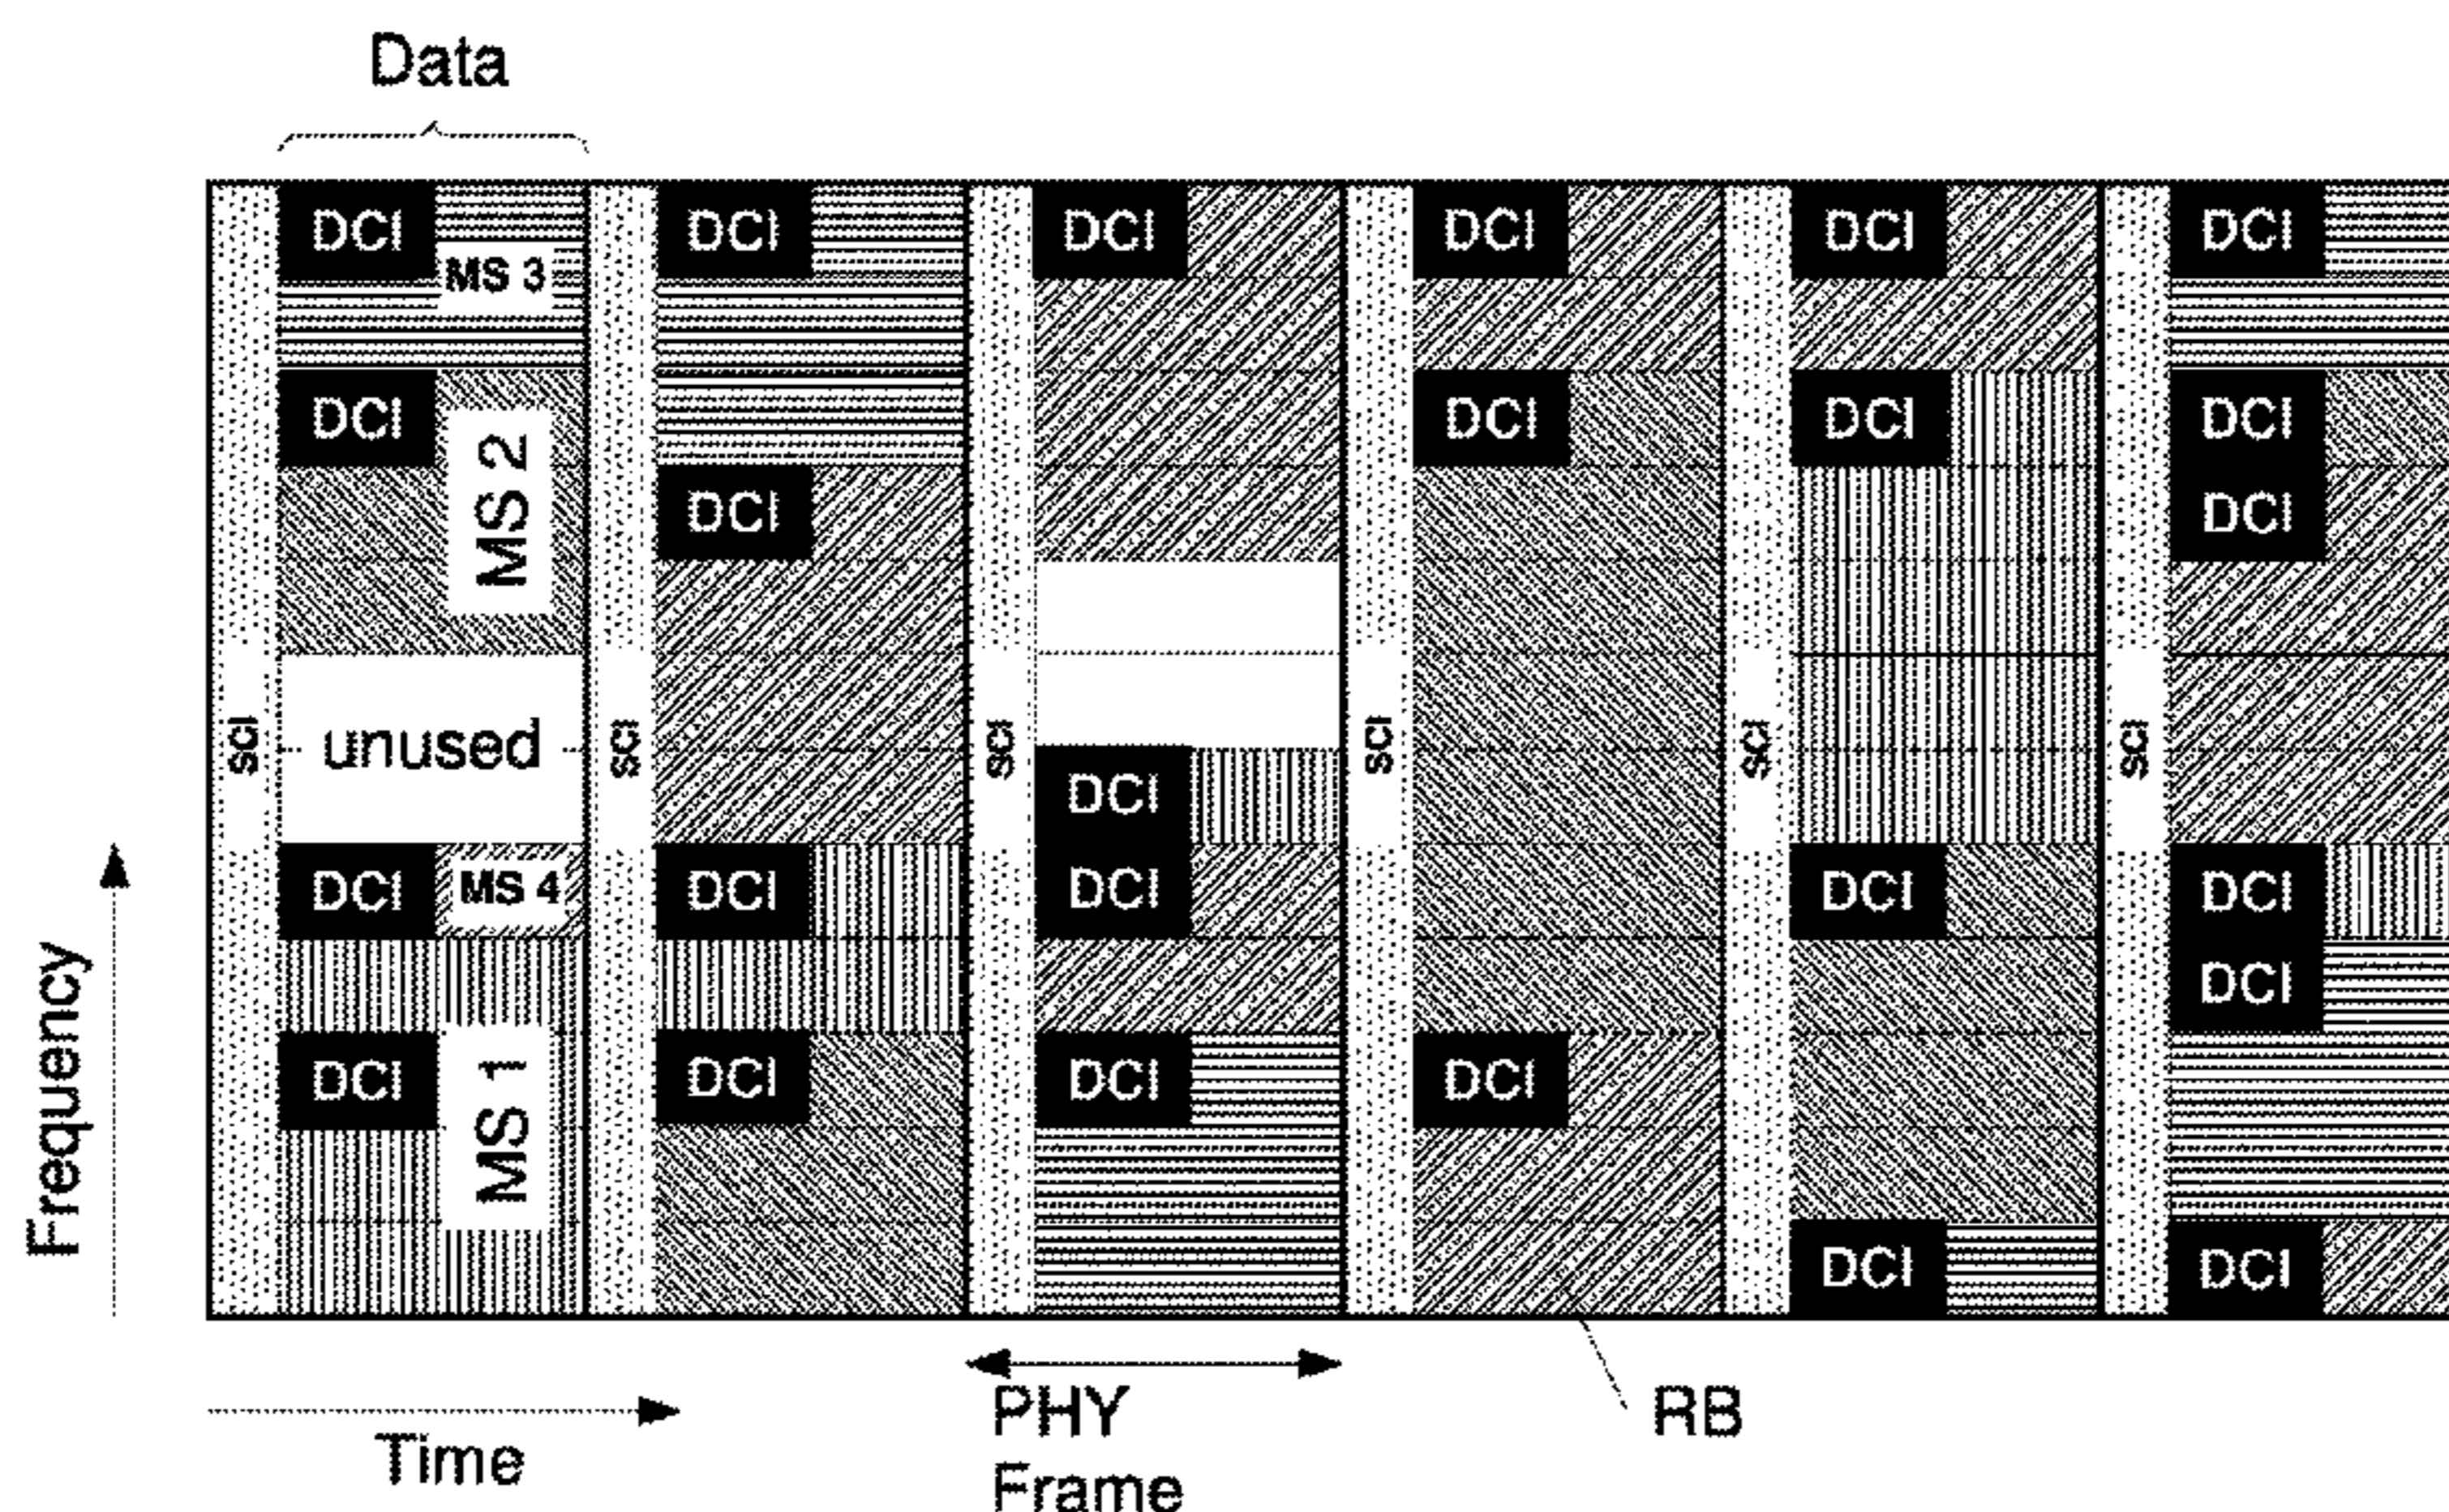 Data
DCI DCI DCI DCI DCI DCI
MS 3
DCI DCI DCI DCI
MS 2
DCI DCI
SCI unused SCI SCI SCI SCI SCI
DCI
DCI MS 4 DCI DCI DCI DCI
DCI
MS 1
DCI DCI DCI DCI
DCI DCI
Frequency
Time
PHY
Frame
RB